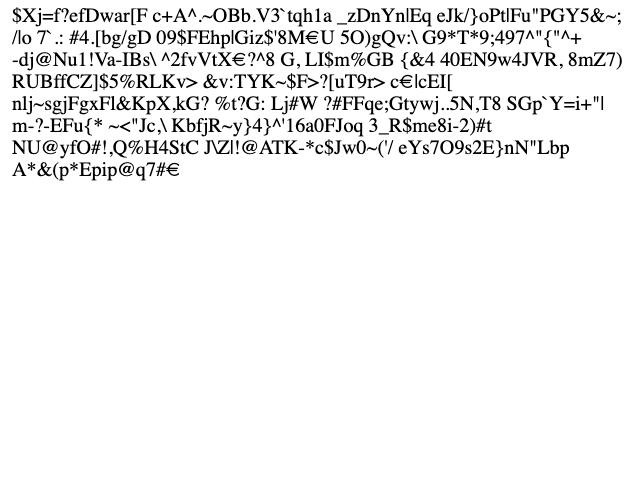 $Xj=f?efDwar[F c+A^.~OBb.V3`tqh1a _zDnYn|Eq eJk/}oPt|Fu"PGY5&~;
/|o 7`.: #4.[bg/gD 09$FEhp|Giz$'8M€U 5O)gQv:\ G9*T*9;497^"{"^+
-dj@Nu1!Va-IBs\ ^2fvVtX€?^8 G, LI$m%GB {&4 40EN9w4JVR, 8mZ7)
RUBffCZ]$5%RLKv> &v:TYK~$F>?[uT9r> c€|cEI[
nlj~sgjFgxFl&KpX,kG? %t?G: Lj#W ?#FFqe;Gtywj..5N,T8 SGp`Y=i+"|
m-?-EFu{* ~<"Jc,\ KbfjR~y}4}^'16a0FJoq 3_R$me8i-2)#t
NU@yfO#!,Q%H4StC J\Z|!@ATK-*c$Jw0~('/ eYs7O9s2E}nN"Lbp
A*&(p*Epip@q7#€